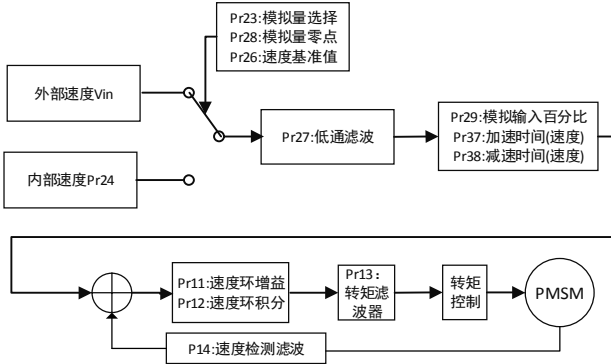 Pr23:模拟量选择
Pr28:模拟量零点
Pr26:速度基准值
外部速度Vin
Pr27:低通滤波
Pr29:模拟输入百分比
Pr37:加速时间(速度)
Pr38:减速时间(速度)
内部速度Pr24
Pr11:速度环增益
Pr12:速度环积分
Pr13：
转矩滤
波器
转矩
控制
PMSM
P14:速度检测滤波